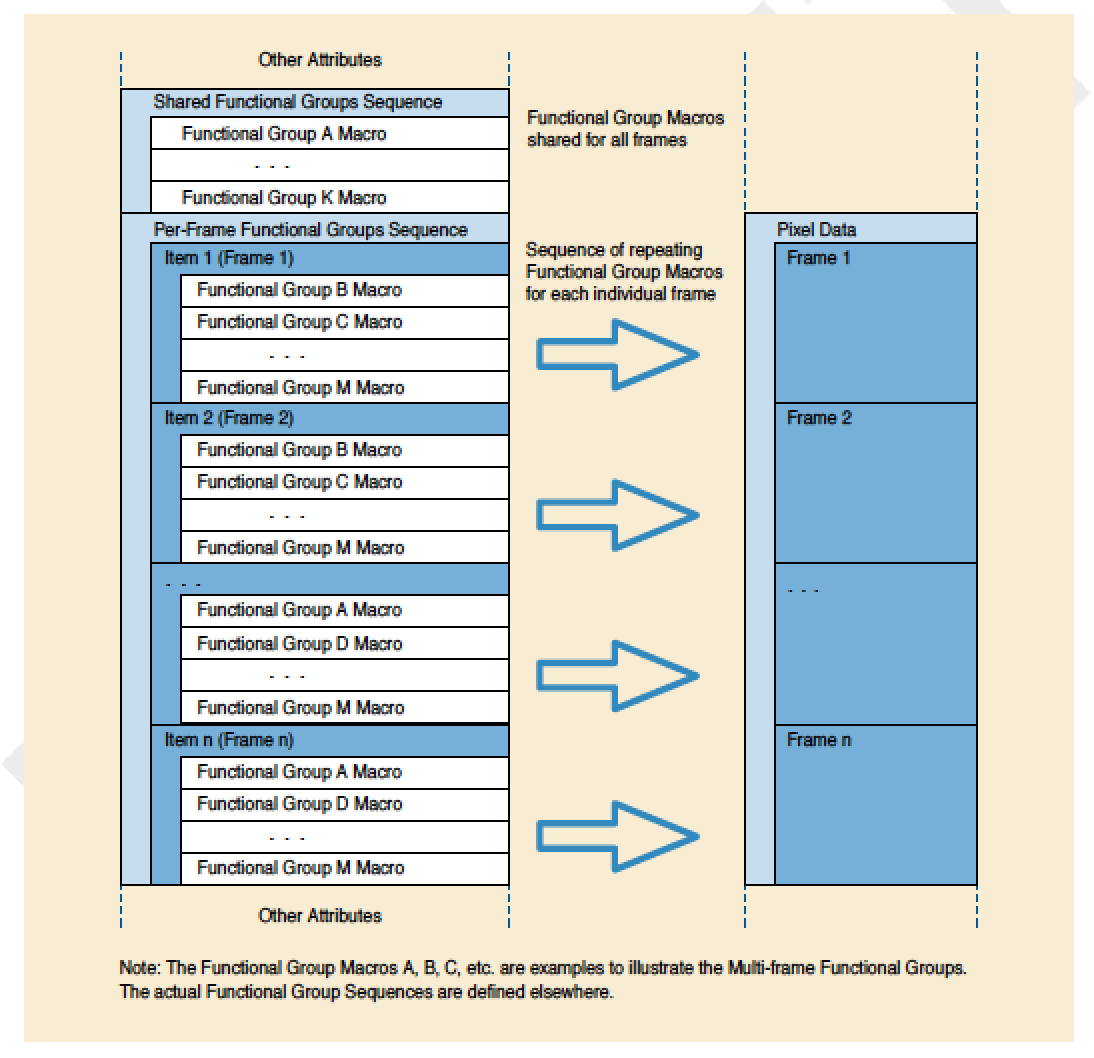 Other Attributes
Shared Functional Groups Sequence
Functional Group A Macro
. . .
Functional Group K Macro
Functional Group Macros
shared for all frames
Per-Frame Functional Groups Sequence
Item 1 (Frame 1)
Functional Group B Macro
Functional Group C Macro
. . .
Functional Group M Macro
Item 2 (Frame 2)
Functional Group B Macro
Functional Group C Macro
. . .
Functional Group M Macro
. . .
Functional Group A Macro
Functional Group D Macro
. . .
Functional Group M Macro
Item n (Frame n)
Functional Group A Macro
Functional Group D Macro
. . .
Functional Group M Macro
Other Attributes
Sequence of repeating
Functional Group Macros
for each individual frame
Pixel Data
Frame 1
Frame 2
. . .
Frame n
Note: The Functional Group Macros A, B, C, etc. are examples to illustrate the Multi-frame Functional Groups.
The actual Functional Group Sequences are defined elsewhere.